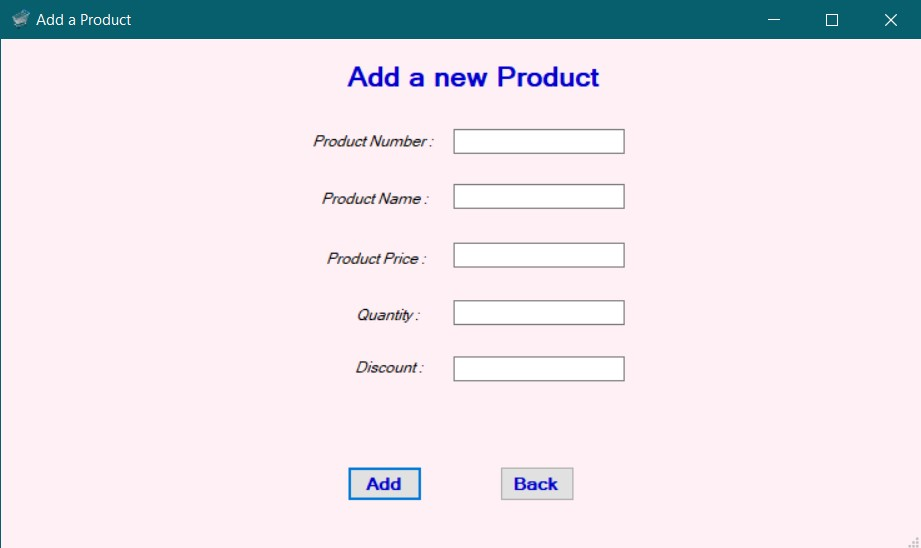 Add a Product
Add a new Product
Product Number :
Product Name :
Product Price :
Quantity :
Discount :
Add
Back